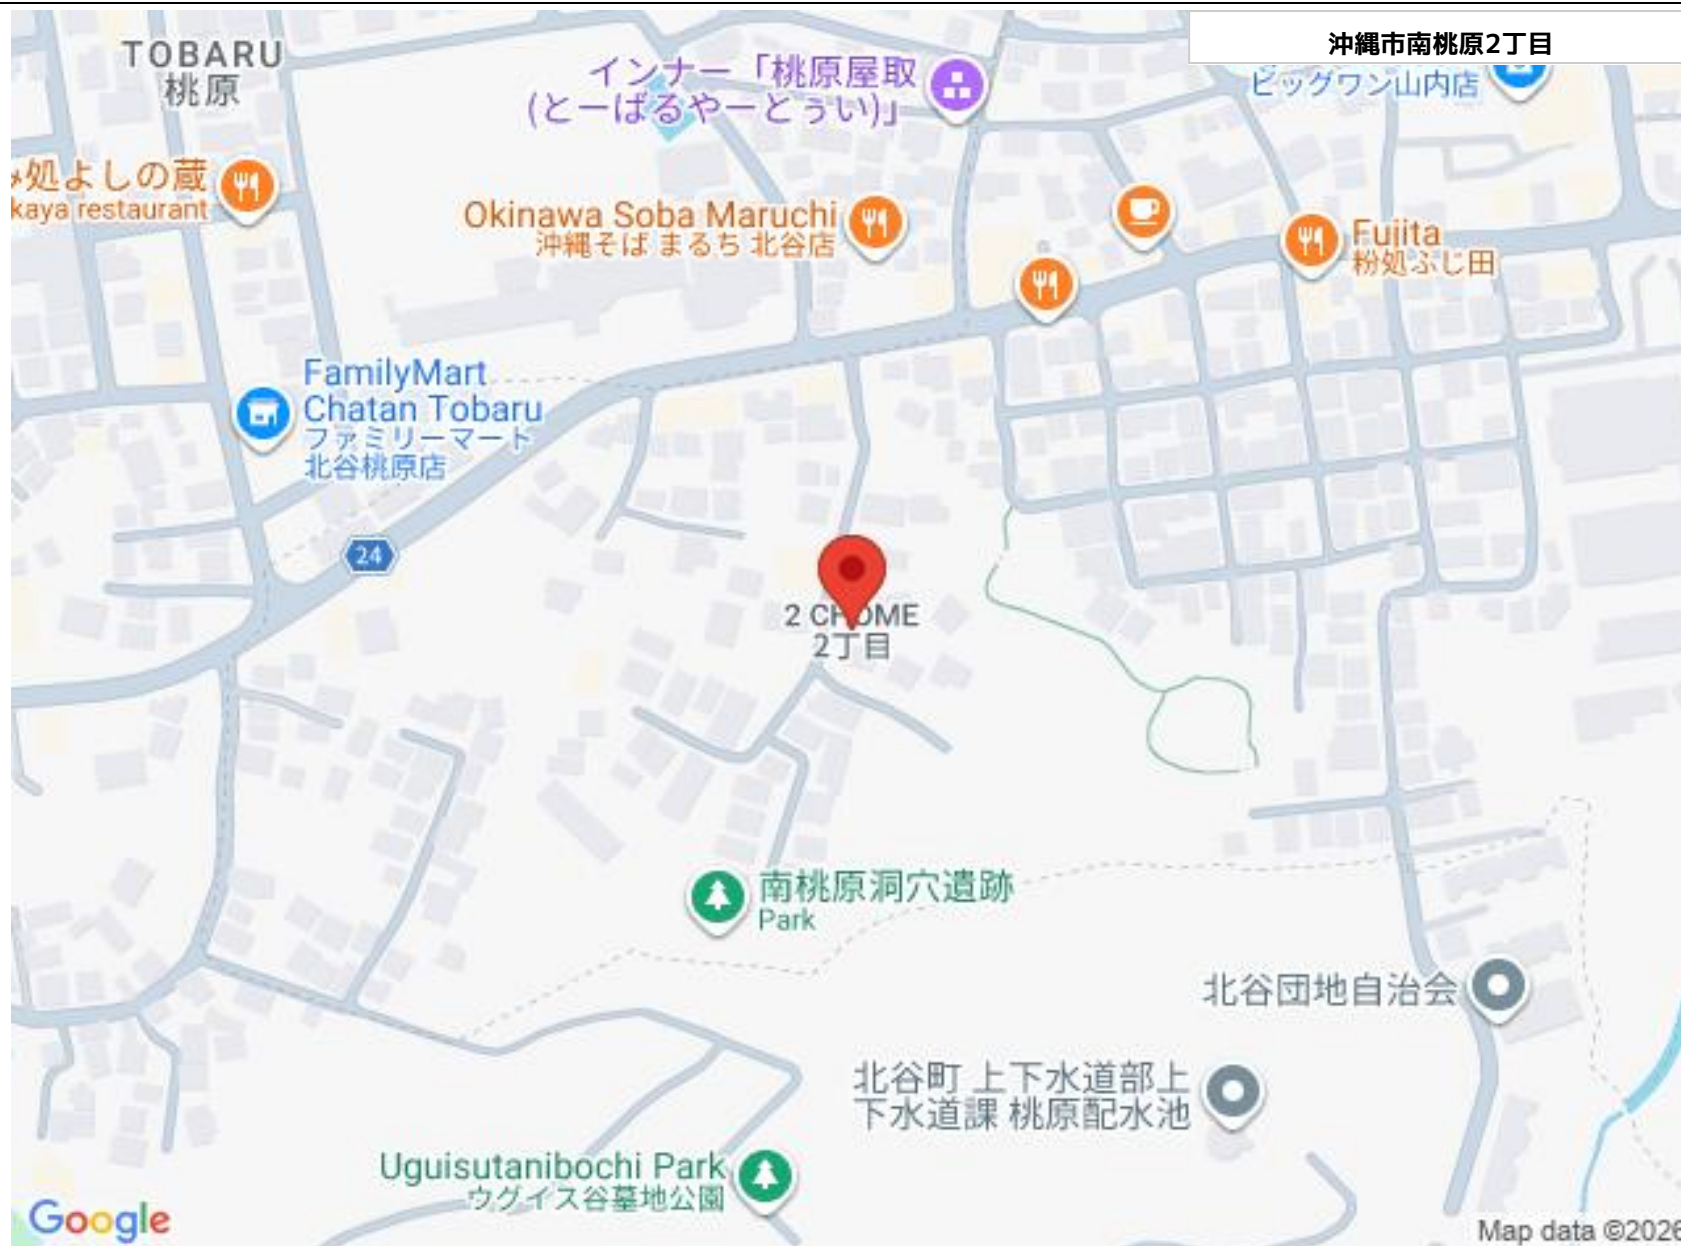 沖縄市南桃原2丁目
TOBARU
桃原
インナー「桃原屋取
(とーばるやーとぅい)」
ビッグワン山内店
処よしの蔵
kaya restaurant
Okinawa Soba Maruchi
沖縄そば まるち 北谷店
Fujita
粉処ふじ田
FamilyMart
Chatan Tobaru
ファミリーマート
北谷桃原店
24
2 CHOME
2丁目
南桃原洞穴遺跡
Park
北谷団地自治会
北谷町 上下水道部上
下水道課 桃原配水池
Uguisutanibochi Park
ウグイス谷墓地公園
Google
Map data ©2026